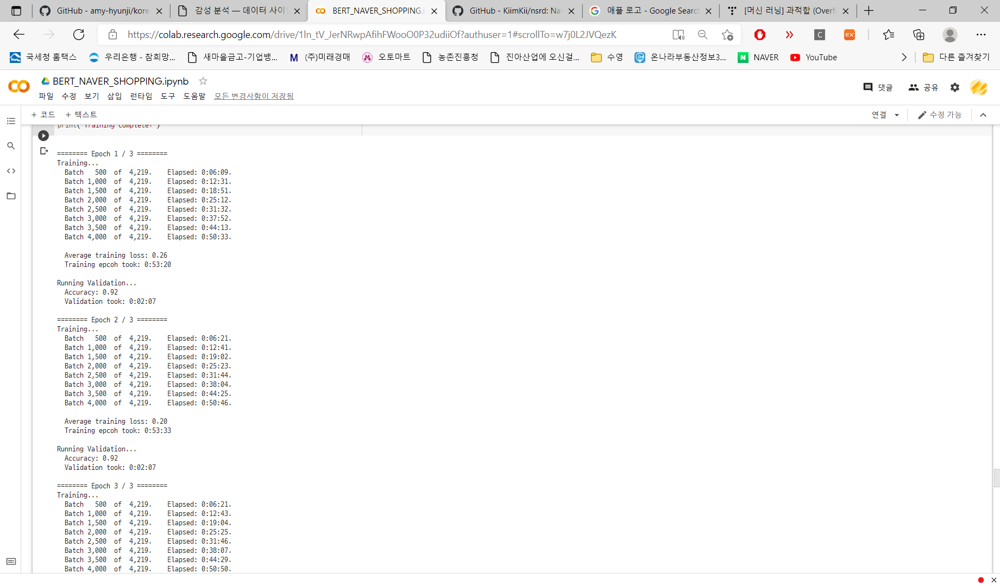 GitHub - amy-hyunji/kore
감성 분석 — 데이터 사이
BERT_NAVER_SHOPPING.i
GitHub - KiimKii/nsrd: Na
애플 로고 - Google Search
[머신 러닝] 과적합 (Overfi
https://colab.research.google.com/drive/1ln_tV_JerNRwpAfihFWooO0P32udiiOf?authuser=1#scrollTo=w7j0L2JVQezK
C
EX
국세청 홈택스
우리은행 - 참희망...
새마을금고-기업뱅...
M (주)미래경매
오토마트
농촌진흥청
진아산업에 오신걸...
수영
온나라부동산정보3...
N NAVER
YouTube
다른 즐겨찾기
BERT_NAVER_SHOPPING.ipynb
댓글
공유
파일 수정 보기 삽입 런타임 도구 도움말 모든 변경사항이 저장됨
+ 코드 + 텍스트
연결
수정 가능
print("Training complete!")
======== Epoch 1 / 3 ========
Training...
Batch 500 of 4,219. Elapsed: 0:06:09.
Batch 1,000 of 4,219. Elapsed: 0:12:31.
Batch 1,500 of 4,219. Elapsed: 0:18:51.
Batch 2,000 of 4,219. Elapsed: 0:25:12.
Batch 2,500 of 4,219. Elapsed: 0:31:32.
Batch 3,000 of 4,219. Elapsed: 0:37:52.
Batch 3,500 of 4,219. Elapsed: 0:44:13.
Batch 4,000 of 4,219. Elapsed: 0:50:33.
Average training loss: 0.26
Training epcoh took: 0:53:20
Running Validation...
Accuracy: 0.92
Validation took: 0:02:07
======== Epoch 2 / 3 ========
Training...
Batch 500 of 4,219. Elapsed: 0:06:21.
Batch 1,000 of 4,219. Elapsed: 0:12:41.
Batch 1,500 of 4,219. Elapsed: 0:19:02.
Batch 2,000 of 4,219. Elapsed: 0:25:23.
Batch 2,500 of 4,219. Elapsed: 0:31:44.
Batch 3,000 of 4,219. Elapsed: 0:38:04.
Batch 3,500 of 4,219. Elapsed: 0:44:25.
Batch 4,000 of 4,219. Elapsed: 0:50:46.
Average training loss: 0.20
Training epcoh took: 0:53:33
Running Validation...
Accuracy: 0.92
Validation took: 0:02:07
======== Epoch 3 / 3 ========
Training...
Batch 500 of 4,219. Elapsed: 0:06:21.
Batch 1,000 of 4,219. Elapsed: 0:12:43.
Batch 1,500 of 4,219. Elapsed: 0:19:04.
Batch 2,000 of 4,219. Elapsed: 0:25:25.
Batch 2,500 of 4,219. Elapsed: 0:31:46.
Batch 3,000 of 4,219. Elapsed: 0:38:07.
Batch 3,500 of 4,219. Elapsed: 0:44:29.
Batch 4,000 of 4,219. Elapsed: 0:50:50.